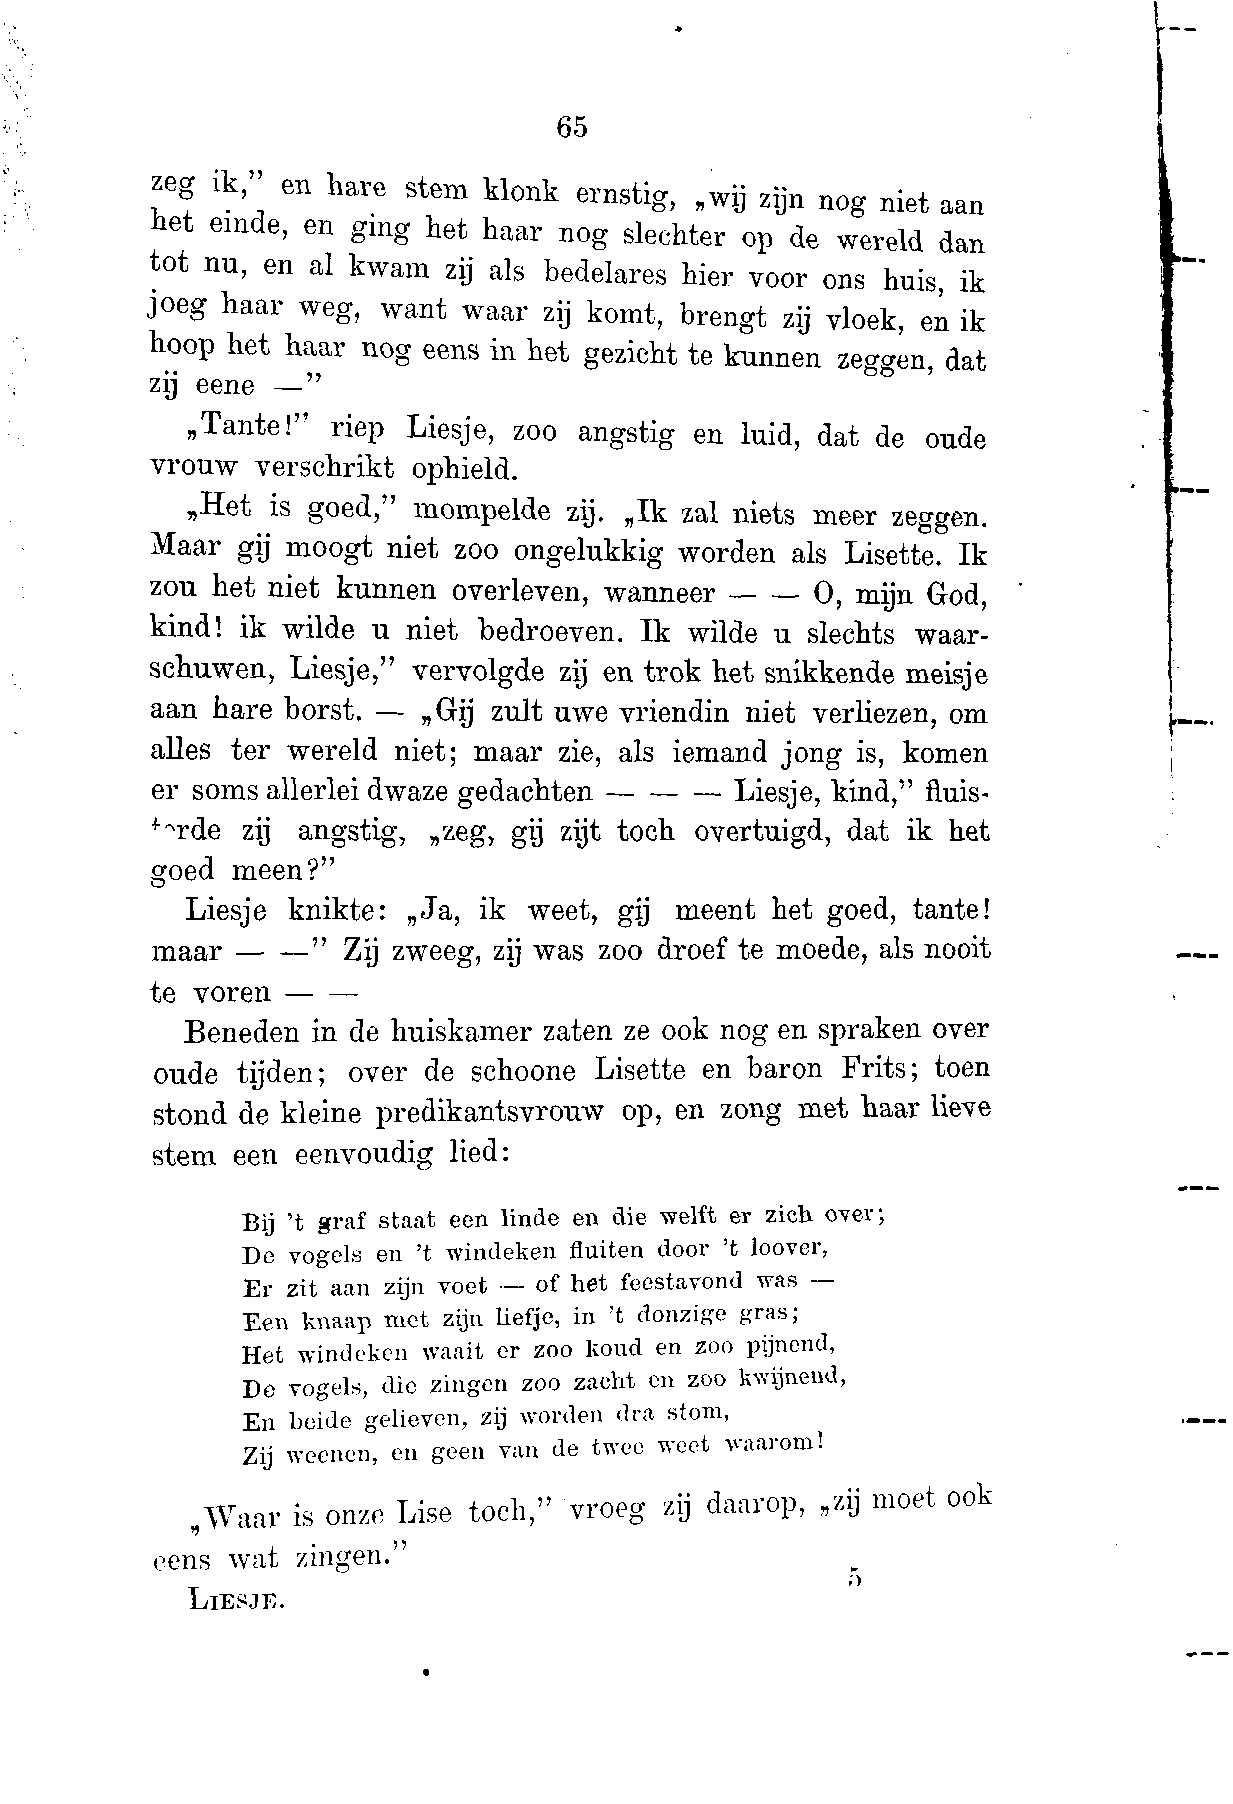 65
zeg ik,” en hare stem klonk ernstig, „wij zijn nog niet aan
het einde, en ging het haar nog slechter op de wereld dan
tot nu, en al kwam zij als bedelares hier voor ons huis, ik
joeg haar weg, want waar zij komt, brengt zij vloek, en ik
hoop het haar nog eens in het gezicht te kunnen zeggen, dat
zij eene —”
„Tante!” riep Liesje, zoo angstig en luid, dat de oude
vrouw verschrikt ophield.
„Het is goed,” mompelde zij. „Ik zal niets meer zeggen.
Maar gij moogt niet zoo ongelukkig worden als Lisette. Ik
zou het niet kunnen overleven, wanneer — — O, mijn God,
kind! ik wilde u niet bedroeven. Ik wilde u slechts waar-
schuwen, Liesje,” vervolgde zij en trok het snikkende meisje
aan hare borst. — „Gij zult uwe vriendin niet verliezen, om
alles ter wereld niet; maar zie, als iemand jong is, komen
er soms allerlei dwaze gedachten — — — Liesje, kind,” fluis-
terde zij angstig, „zeg, gij zijt toch overtuigd, dat ik het
goed meen?”
Liesje knikte: „Ja, ik weet, gij meent het goed, tante!
maar — —” Zij zweeg, zij was zoo droef te moede, als nooit
te voren — —
Beneden in de huiskamer zaten ze ook nog en spraken over
oude tijden; over de schoone Lisette en baron Frits; toen
stond de kleine predikantsvrouw op, en zong met haar lieve
stem een eenvoudig lied:
Bij ’t graf staat een linde en die welft er zich over;
De vogels en ’t windeken fluiten door ’t loover,
Er zit aan zijn voet — of het feestavond was —
Een knaap met zijn liefje, in ’t donzige gras;
Het windeken waait er zoo koud en zoo pijnend,
De vogels, die zingen zoo zacht en zoo kwijnend,
En beide gelieven, zij worden dra stom,
Zij weenen, en geen van de twee weet waarom!
„Waar is onze Lise toch,” vroeg zij daarop, „zij moet ook
eens wat zingen.”
LIESJE.
5